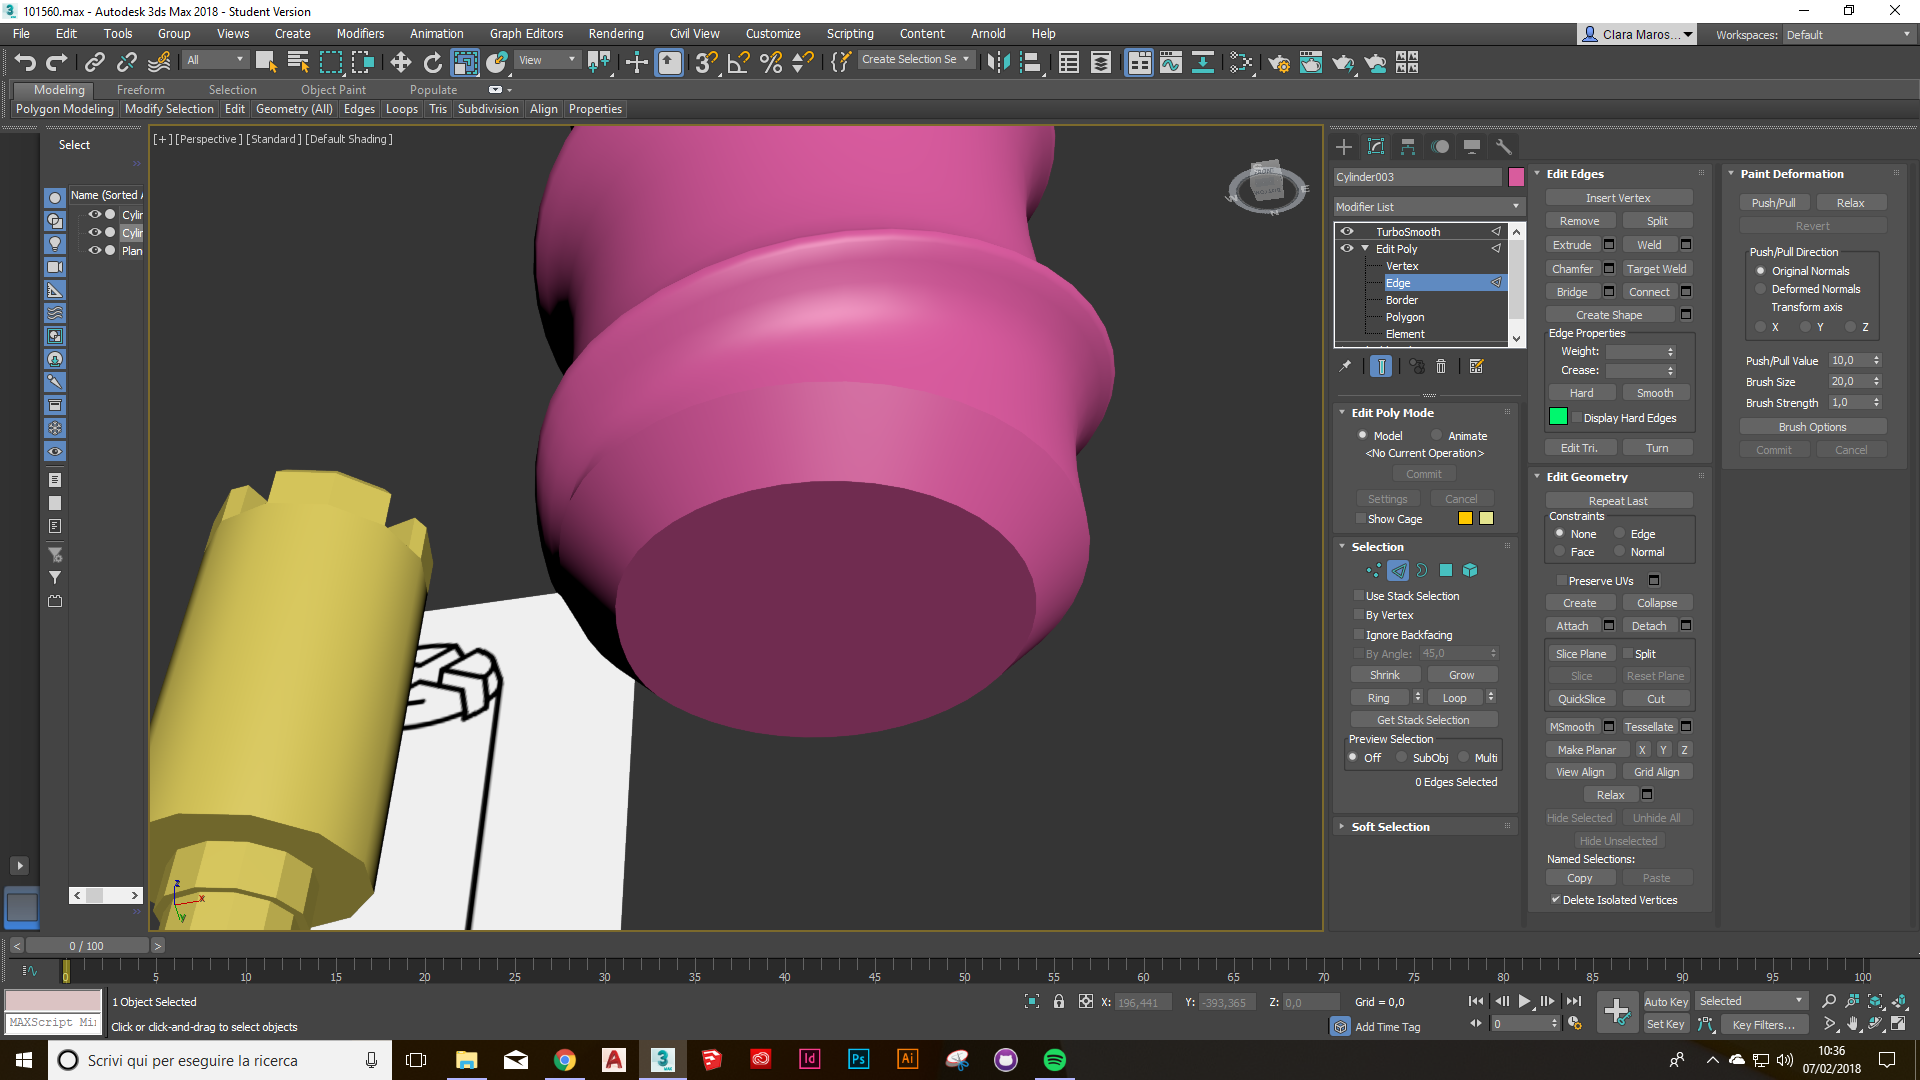 101560.max - Autodesk 3ds Max 2018 - Student Version
File Edit Tools Group Views Create Modifiers Animation Graph Editors Rendering Civil View Customize Scripting Content Arnold Help
Clara Maros...
Workspaces: Default
All
View
Create Selection Se
Modeling Freeform Selection Object Paint Populate
Polygon Modeling Modify Selection Edit Geometry (All) Edges Loops Tris Subdivision Align Properties
Select
Name (Sorted A
Cylin
Cylin
Plan
[+] [Perspective] [Standard] [Default Shading]
Cylinder003
Modifier List
TurboSmooth
Edit Poly
Vertex
Edge
Border
Polygon
Element
Edit Poly Mode
Model Animate
<No Current Operation>
Commit
Settings Cancel
Show Cage
Selection
Use Stack Selection
By Vertex
Ignore Backfacing
By Angle: 45,0
Shrink Grow
Ring Loop
Get Stack Selection
Preview Selection
Off SubObj Multi
0 Edges Selected
Soft Selection
Edit Edges
Insert Vertex
Remove Split
Extrude Weld
Chamfer Target Weld
Bridge Connect
Create Shape
Edge Properties
Weight:
Crease:
Hard Smooth
Display Hard Edges
Edit Tri. Turn
Edit Geometry
Repeat Last
Constraints
None Edge
Face Normal
Preserve UVs
Create Collapse
Attach Detach
Slice Plane Split
Slice Reset Plane
QuickSlice Cut
MSmooth Tessellate
Make Planar X Y Z
View Align Grid Align
Relax
Hide Selected Unhide All
Hide Unselected
Named Selections:
Copy Paste
Delete Isolated Vertices
Paint Deformation
Push/Pull Relax
Revert
Push/Pull Direction
Original Normals
Deformed Normals
Transform axis
X Y Z
Push/Pull Value 10,0
Brush Size 20,0
Brush Strength 1,0
Brush Options
Commit Cancel
z x y
< 0 / 100 >
0 5 10 15 20 25 30 35 40 45 50 55 60 65 70 75 80 85 90 95 100
1 Object Selected
MAXScript Mi
Click or click-and-drag to select objects
X: 196,441 Y: -393,365 Z: 0,0 Grid = 0,0
Add Time Tag
0
Auto Key Selected
Set Key Key Filters...
Scrivi qui per eseguire la ricerca
10:36
07/02/2018